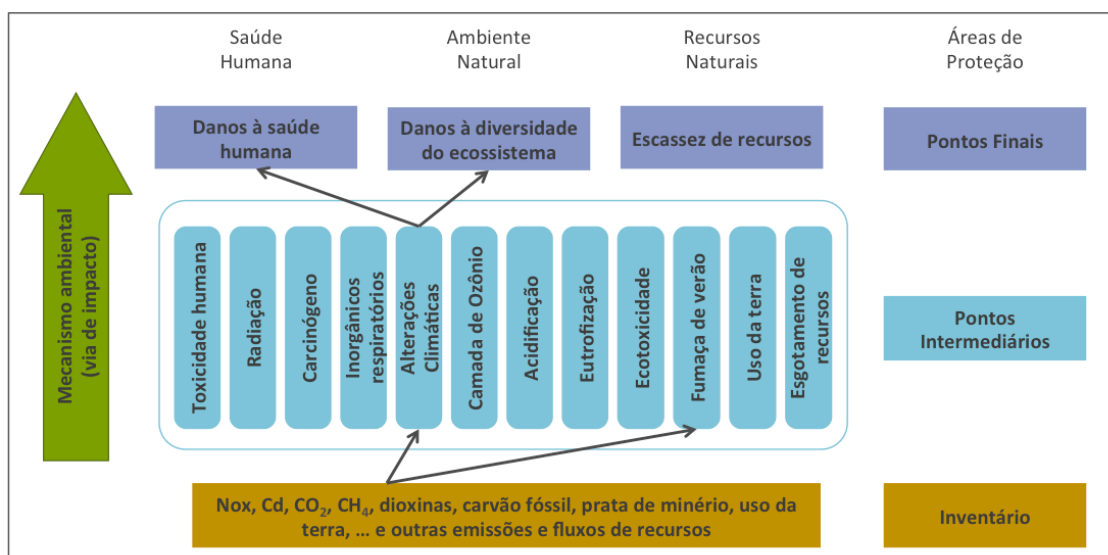 Saúde
Humana
Ambiente
Natural
Recursos
Naturais
Áreas de
Proteção
Danos à saúde
humana
Danos à diversidade
do ecossistema
Escassez de recursos
Pontos Finais
Mecanismo ambiental
(via de impacto)
Toxicidade humana
Radiação
Carcinógeno
Inorgânicos
respiratórios
Alterações
Climáticas
Camada de Ozônio
Acidificação
Eutrofização
Ecotoxicidade
Fumaça de verão
Uso da terra
Esgotamento de
recursos
Pontos
Intermediários
Nox, Cd, CO₂, CH₄, dioxinas, carvão fóssil, prata de minério, uso da
terra, ... e outras emissões e fluxos de recursos
Inventário